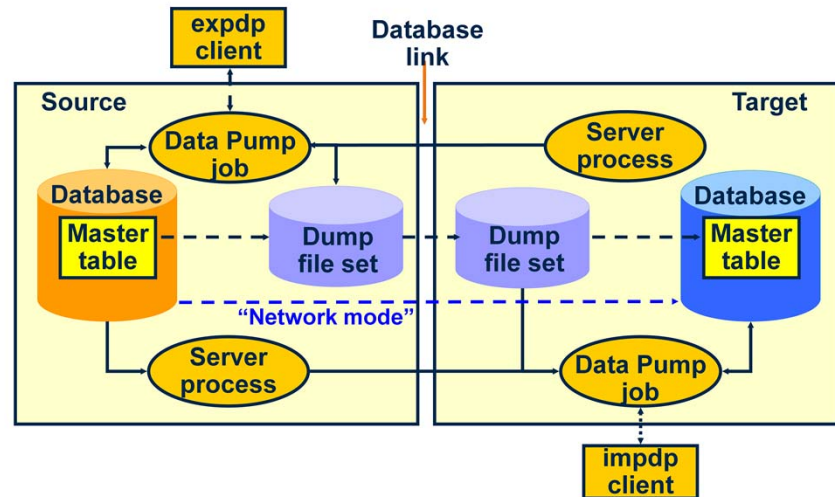 expdp
client
Database
link
Source
Target
Data Pump
job
Server
process
Database
Master
table
Dump
file set
Dump
file set
Database
Master
table
“Network mode”
Server
process
Data Pump
job
impdp
client